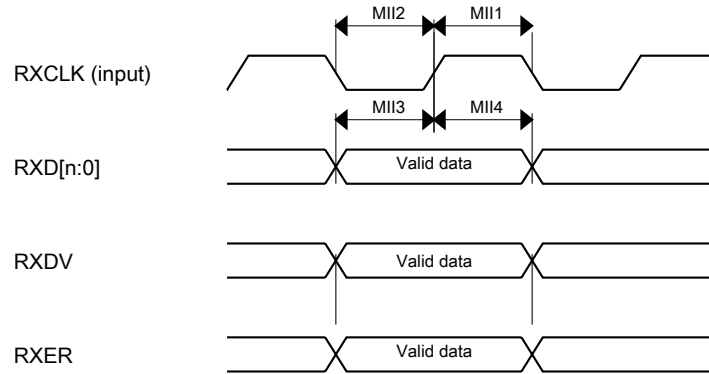 MII2 MII1
RXCLK (input)
MII3 MII4
RXD[n:0] Valid data
RXDV Valid data
RXER Valid data